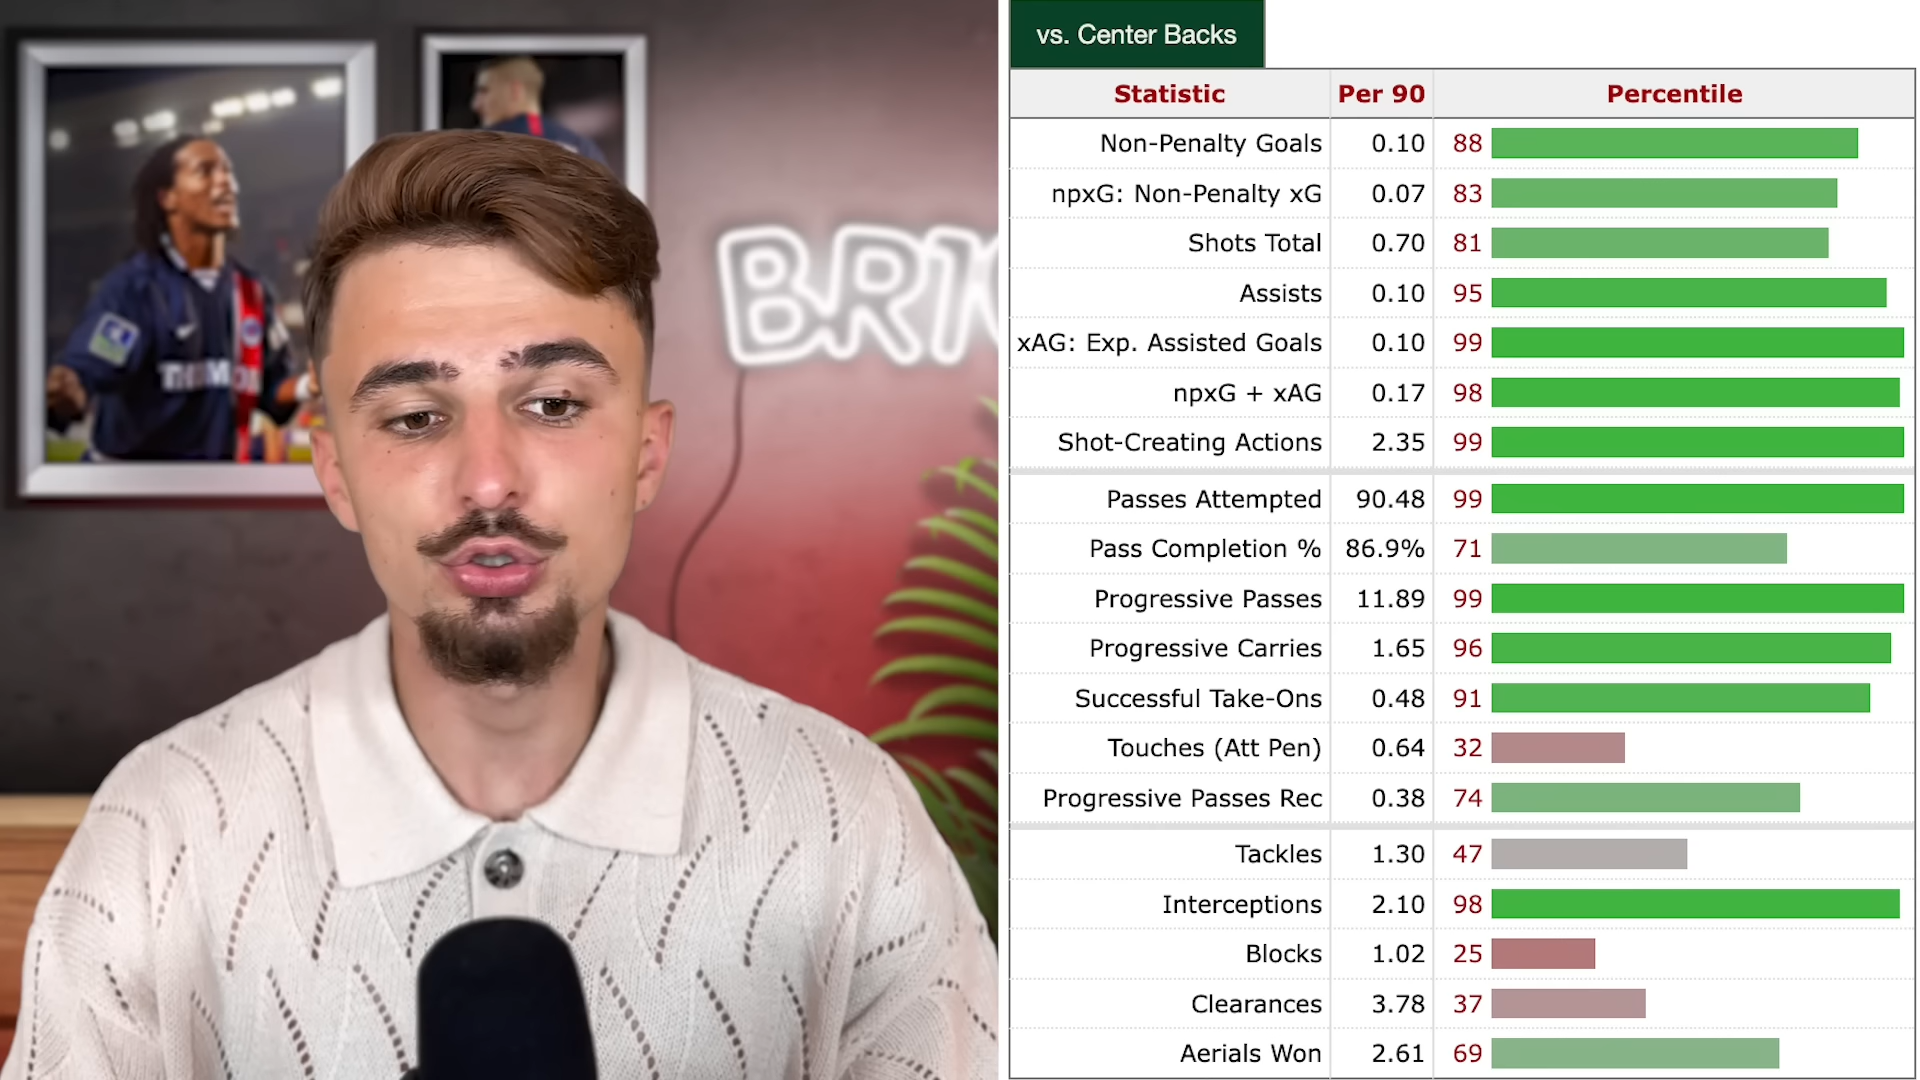 BR1
vs. Center Backs
Statistic Per 90 Percentile
Non-Penalty Goals 0.10 88
npxG: Non-Penalty xG 0.07 83
Shots Total 0.70 81
Assists 0.10 95
xAG: Exp. Assisted Goals 0.10 99
npxG + xAG 0.17 98
Shot-Creating Actions 2.35 99
Passes Attempted 90.48 99
Pass Completion % 86.9% 71
Progressive Passes 11.89 99
Progressive Carries 1.65 96
Successful Take-Ons 0.48 91
Touches (Att Pen) 0.64 32
Progressive Passes Rec 0.38 74
Tackles 1.30 47
Interceptions 2.10 98
Blocks 1.02 25
Clearances 3.78 37
Aerials Won 2.61 69